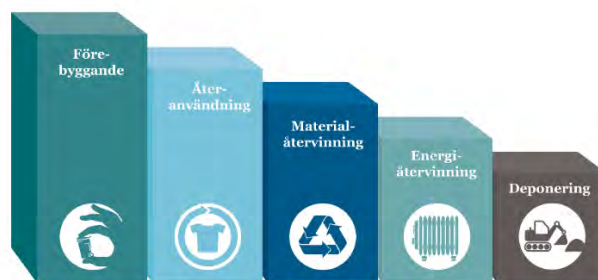 Före-
byggande
Åter-
användning
Material-
återvinning
Energi-
återvinning
Deponering